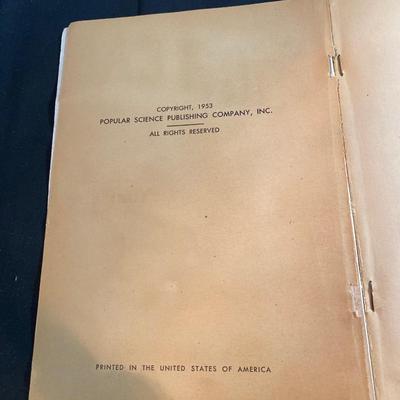 COPYRIGHT, 1953
POPULAR SCIENCE PUBLISHING COMPANY, INC.
ALL RIGHTS RESERVED
PRINTED IN THE UNITED STATES OF AMERICA